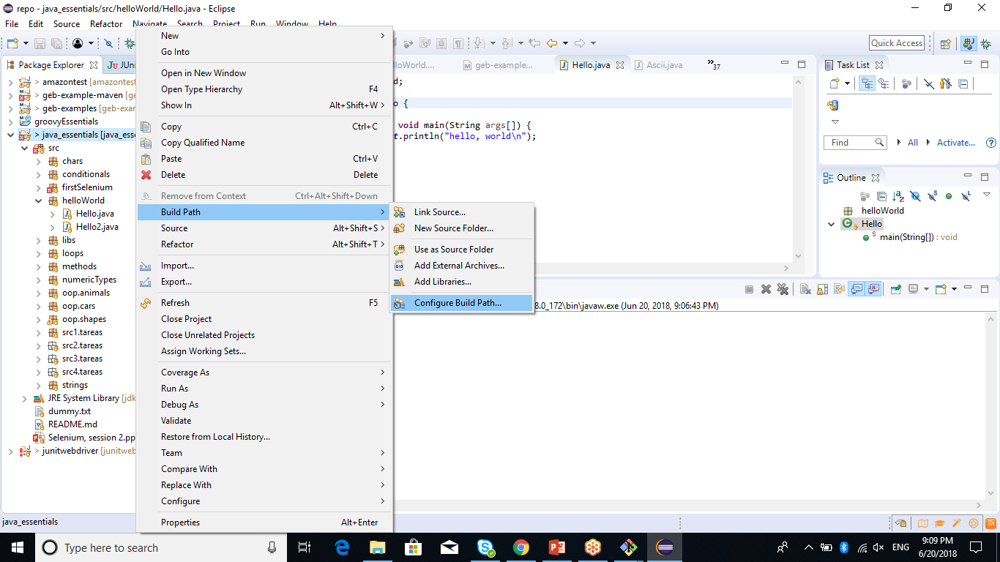 repo - java_essentials/src/helloWorld/Hello.java - Eclipse
File Edit Source Refactor Navigate Search Project Run Window Help
Quick Access
Package Explorer
Hello.java
Ascii.java
geb-example...
37
Task List
> amazontest [amazontest
> geb-example-maven [ge
> geb-examples [geb-exar
groovyEssentials
> java_essentials [java_esse
src
chars
conditionals
firstSelenium
helloWorld
Hello.java
Hello2.java
libs
loops
methods
numericTypes
oop.animals
oop.cars
oop.shapes
src1.tareas
src2.tareas
src3.tareas
src4.tareas
strings
JRE System Library [jdk
dummy.txt
README.md
Selenium, session 2.pp
> junitwebdriver [junitweb
New
Go Into
Open in New Window
Open Type Hierarchy F4
Show In Alt+Shift+W
Copy Ctrl+C
Copy Qualified Name
Paste Ctrl+V
Delete Delete
Remove from Context Ctrl+Alt+Shift+Down
Build Path
Source Alt+Shift+S
Refactor Alt+Shift+T
Import...
Export...
Refresh F5
Close Project
Close Unrelated Projects
Assign Working Sets...
Coverage As
Run As
Debug As
Validate
Restore from Local History...
Team
Compare With
Replace With
Configure
Properties Alt+Enter
Link Source...
New Source Folder...
Use as Source Folder
Add External Archives...
Add Libraries...
Configure Build Path...
d;
o {
void main(String args[]) {
t.println("hello, world\n");
8.0_172\bin\javaw.exe (Jun 20, 2018, 9:06:43 PM)
Find
All
Activate...
Outline
helloWorld
Hello
main(String[]) : void
java_essentials
Type here to search
ENG
9:09 PM
6/20/2018